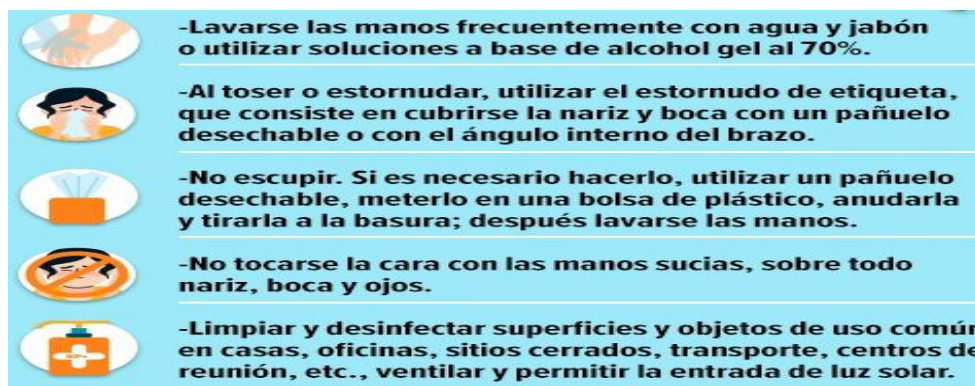 -Lavarse las manos frecuentemente con agua y jabón
o utilizar soluciones a base de alcohol gel al 70%.
-Al toser o estornudar, utilizar el estornudo de etiqueta,
que consiste en cubrirse la nariz y boca con un pañuelo
desechable o con el ángulo interno del brazo.
-No escupir. Si es necesario hacerlo, utilizar un pañuelo
desechable, meterlo en una bolsa de plástico, anudarla
y tirarla a la basura; después lavarse las manos.
-No tocarse la cara con las manos sucias, sobre todo
nariz, boca y ojos.
-Limpiar y desinfectar superficies y objetos de uso común
en casas, oficinas, sitios cerrados, transporte, centros de
reunión, etc., ventilar y permitir la entrada de luz solar.